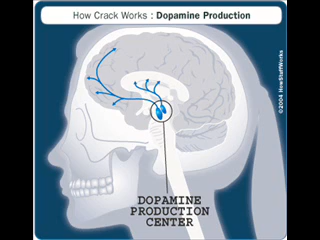 How Crack Works : Dopamine Production
©2004 HowStuffWorks
DOPAMINE
PRODUCTION
CENTER